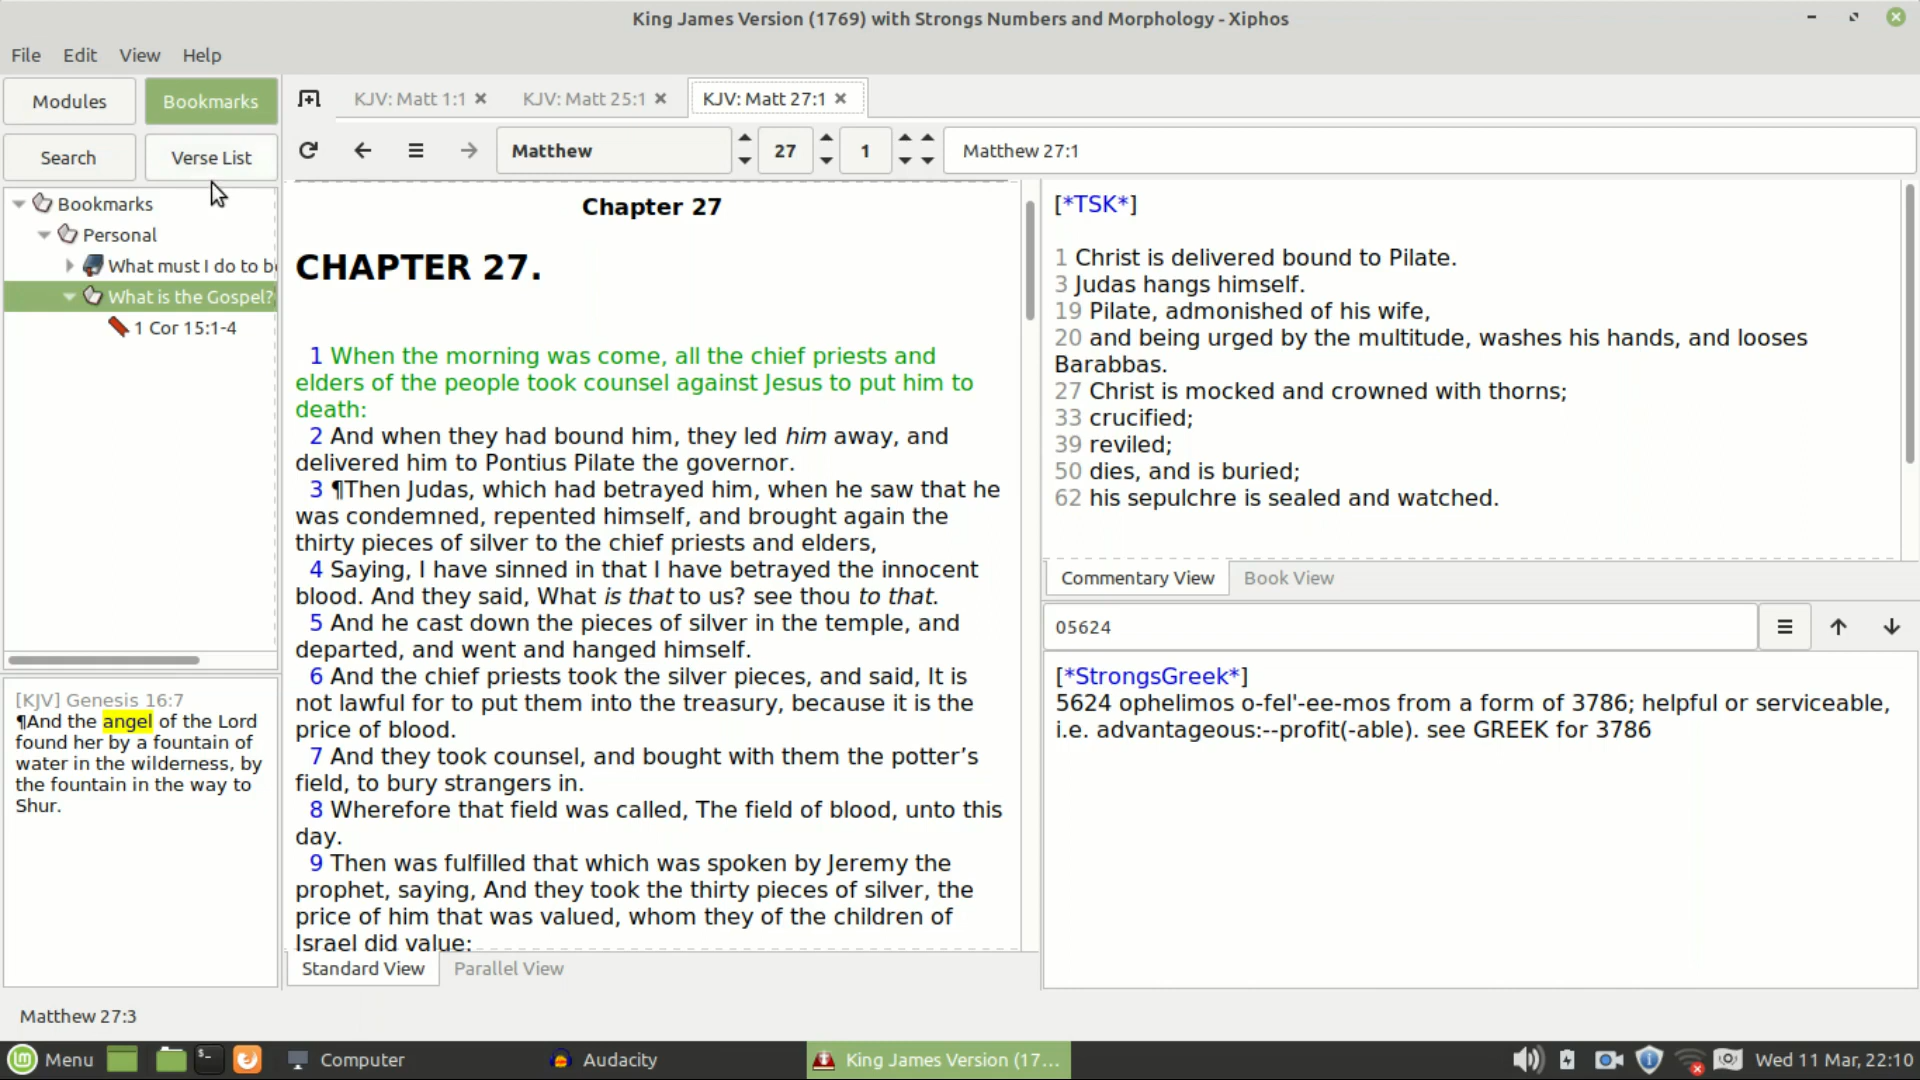 King James Version (1769) with Strongs Numbers and Morphology - Xiphos
File Edit View Help
Modules Bookmarks
Search Verse List
Bookmarks
Personal
What must I do to be
What is the Gospel?
1 Cor 15:1-4
[KJV] Genesis 16:7
¶And the angel of the Lord
found her by a fountain of
water in the wilderness, by
the fountain in the way to
Shur.
KJV: Matt 1:1 KJV: Matt 25:1 KJV: Matt 27:1
Matthew 27 1 Matthew 27:1
Chapter 27
CHAPTER 27.
1 When the morning was come, all the chief priests and
elders of the people took counsel against Jesus to put him to
death:
2 And when they had bound him, they led him away, and
delivered him to Pontius Pilate the governor.
3 ¶Then Judas, which had betrayed him, when he saw that he
was condemned, repented himself, and brought again the
thirty pieces of silver to the chief priests and elders,
4 Saying, I have sinned in that I have betrayed the innocent
blood. And they said, What is that to us? see thou to that.
5 And he cast down the pieces of silver in the temple, and
departed, and went and hanged himself.
6 And the chief priests took the silver pieces, and said, It is
not lawful for to put them into the treasury, because it is the
price of blood.
7 And they took counsel, and bought with them the potter’s
field, to bury strangers in.
8 Wherefore that field was called, The field of blood, unto this
day.
9 Then was fulfilled that which was spoken by Jeremy the
prophet, saying, And they took the thirty pieces of silver, the
price of him that was valued, whom they of the children of
Israel did value;
Standard View Parallel View
[*TSK*]
1 Christ is delivered bound to Pilate.
3 Judas hangs himself.
19 Pilate, admonished of his wife,
20 and being urged by the multitude, washes his hands, and looses
Barabbas.
27 Christ is mocked and crowned with thorns;
33 crucified;
39 reviled;
50 dies, and is buried;
62 his sepulchre is sealed and watched.
Commentary View Book View
05624
[*StrongsGreek*]
5624 ophelimos o-fel'-ee-mos from a form of 3786; helpful or serviceable,
i.e. advantageous:--profit(-able). see GREEK for 3786
Matthew 27:3
Menu Computer Audacity King James Version (17... Wed 11 Mar, 22:10